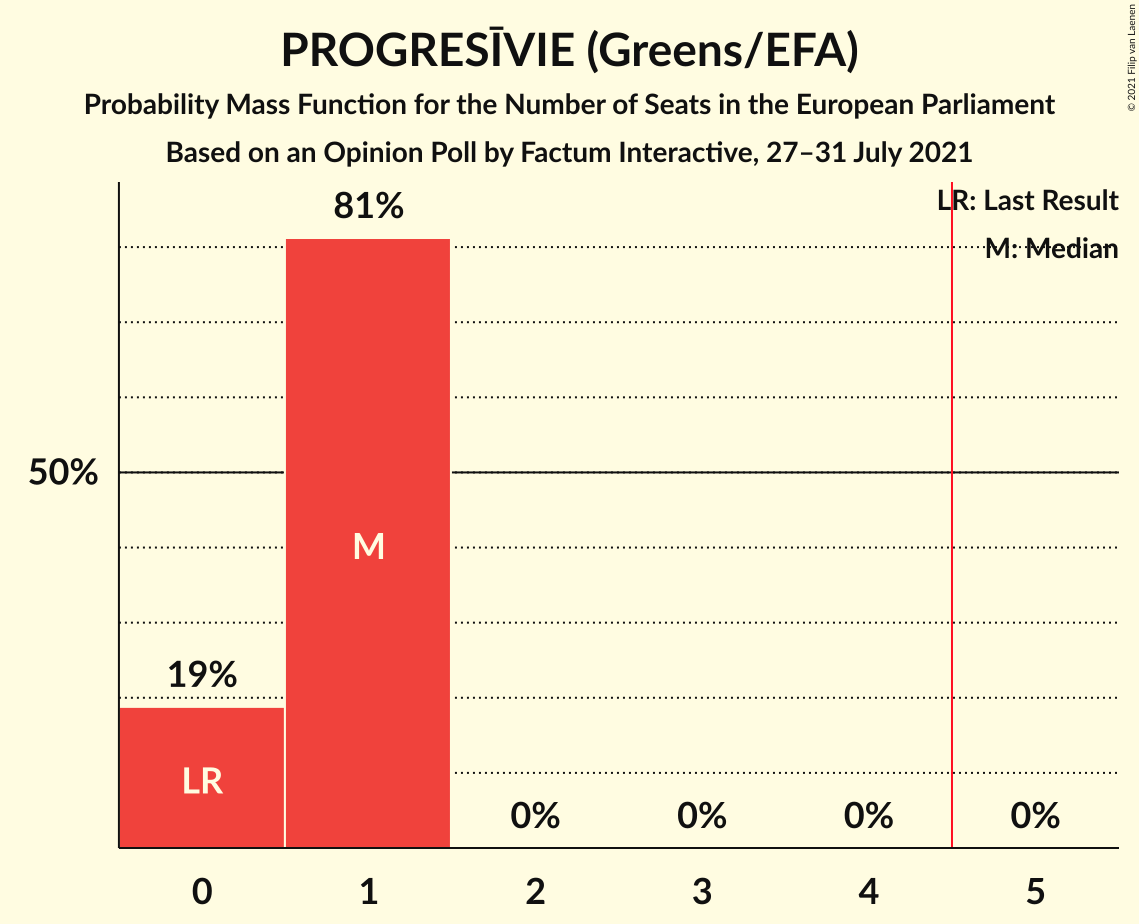 PROGRESĪVIE (Greens/EFA)
Probability Mass Function for the Number of Seats in the European Parliament
Based on an Opinion Poll by Factum Interactive, 27–31 July 2021
© 2021 Filip van Laenen
LR: Last Result
M: Median
81%
50%
M
19%
LR
0% 0% 0% 0%
0 1 2 3 4 5